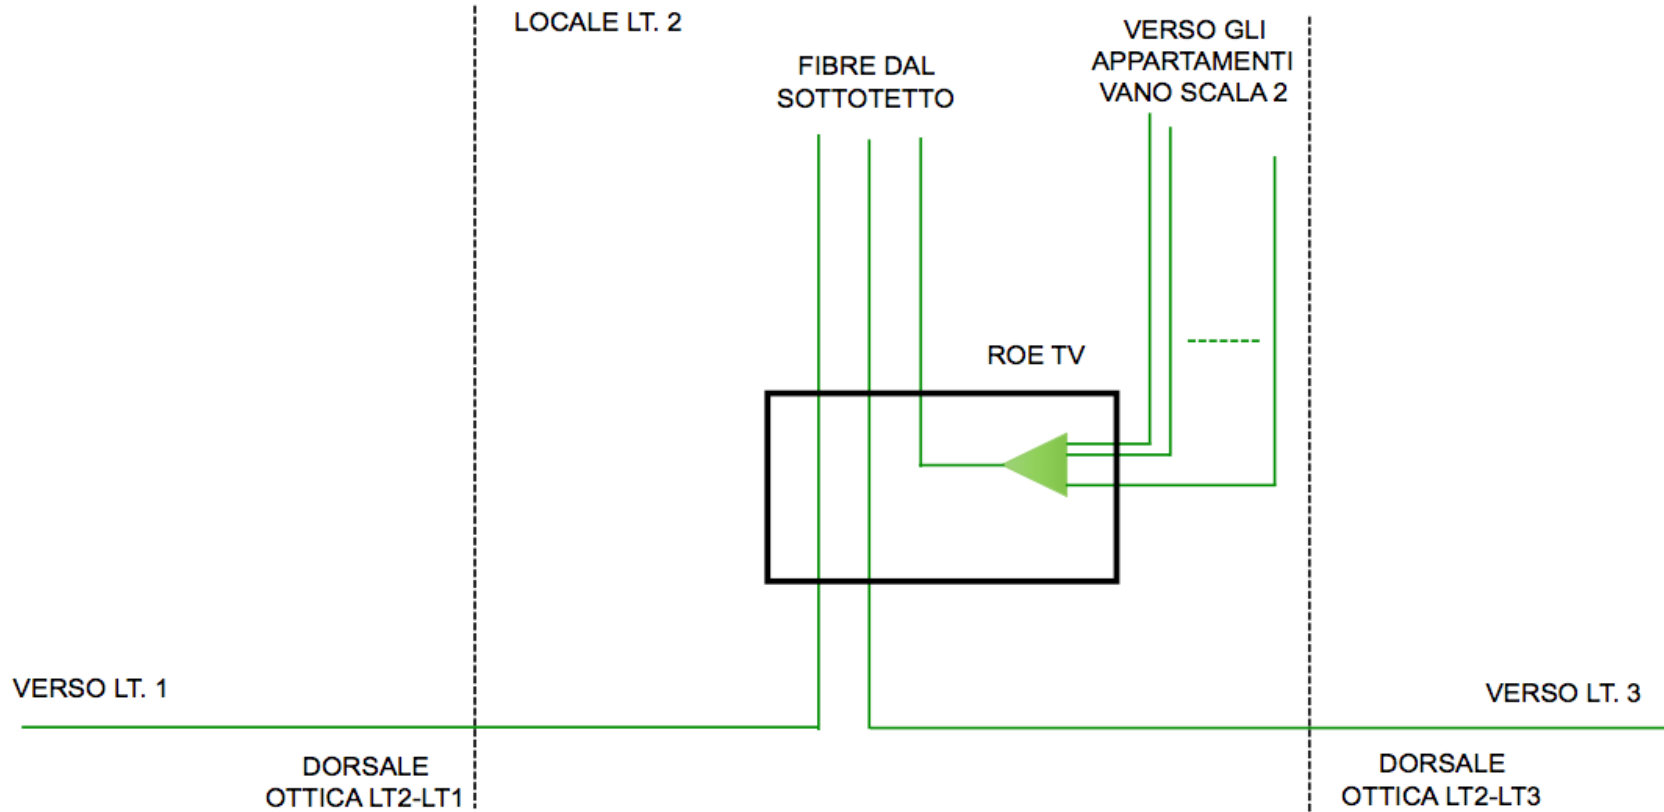 LOCALE LT. 2
FIBRE DAL
SOTTOTETTO
VERSO GLI
APPARTAMENTI
VANO SCALA 2
ROE TV
VERSO LT. 1
VERSO LT. 3
DORSALE
OTTICA LT2-LT1
DORSALE
OTTICA LT2-LT3